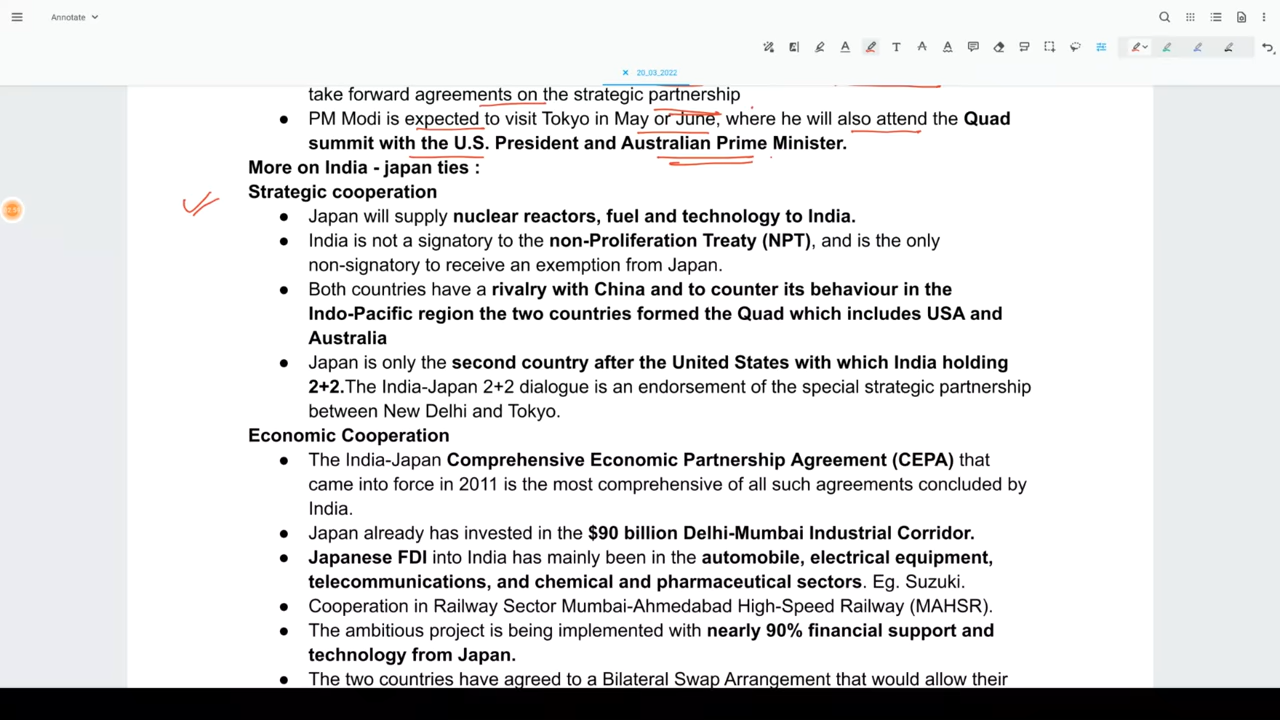 Annotate
20_03_2022
take forward agreements on the strategic partnership
● PM Modi is expected to visit Tokyo in May or June, where he will also attend the Quad
summit with the U.S. President and Australian Prime Minister.
More on India - japan ties :
Strategic cooperation
● Japan will supply nuclear reactors, fuel and technology to India.
● India is not a signatory to the non-Proliferation Treaty (NPT), and is the only
non-signatory to receive an exemption from Japan.
● Both countries have a rivalry with China and to counter its behaviour in the
Indo-Pacific region the two countries formed the Quad which includes USA and
Australia
● Japan is only the second country after the United States with which India holding
2+2.The India-Japan 2+2 dialogue is an endorsement of the special strategic partnership
between New Delhi and Tokyo.
Economic Cooperation
● The India-Japan Comprehensive Economic Partnership Agreement (CEPA) that
came into force in 2011 is the most comprehensive of all such agreements concluded by
India.
● Japan already has invested in the $90 billion Delhi-Mumbai Industrial Corridor.
● Japanese FDI into India has mainly been in the automobile, electrical equipment,
telecommunications, and chemical and pharmaceutical sectors. Eg. Suzuki.
● Cooperation in Railway Sector Mumbai-Ahmedabad High-Speed Railway (MAHSR).
● The ambitious project is being implemented with nearly 90% financial support and
technology from Japan.
● The two countries have agreed to a Bilateral Swap Arrangement that would allow their